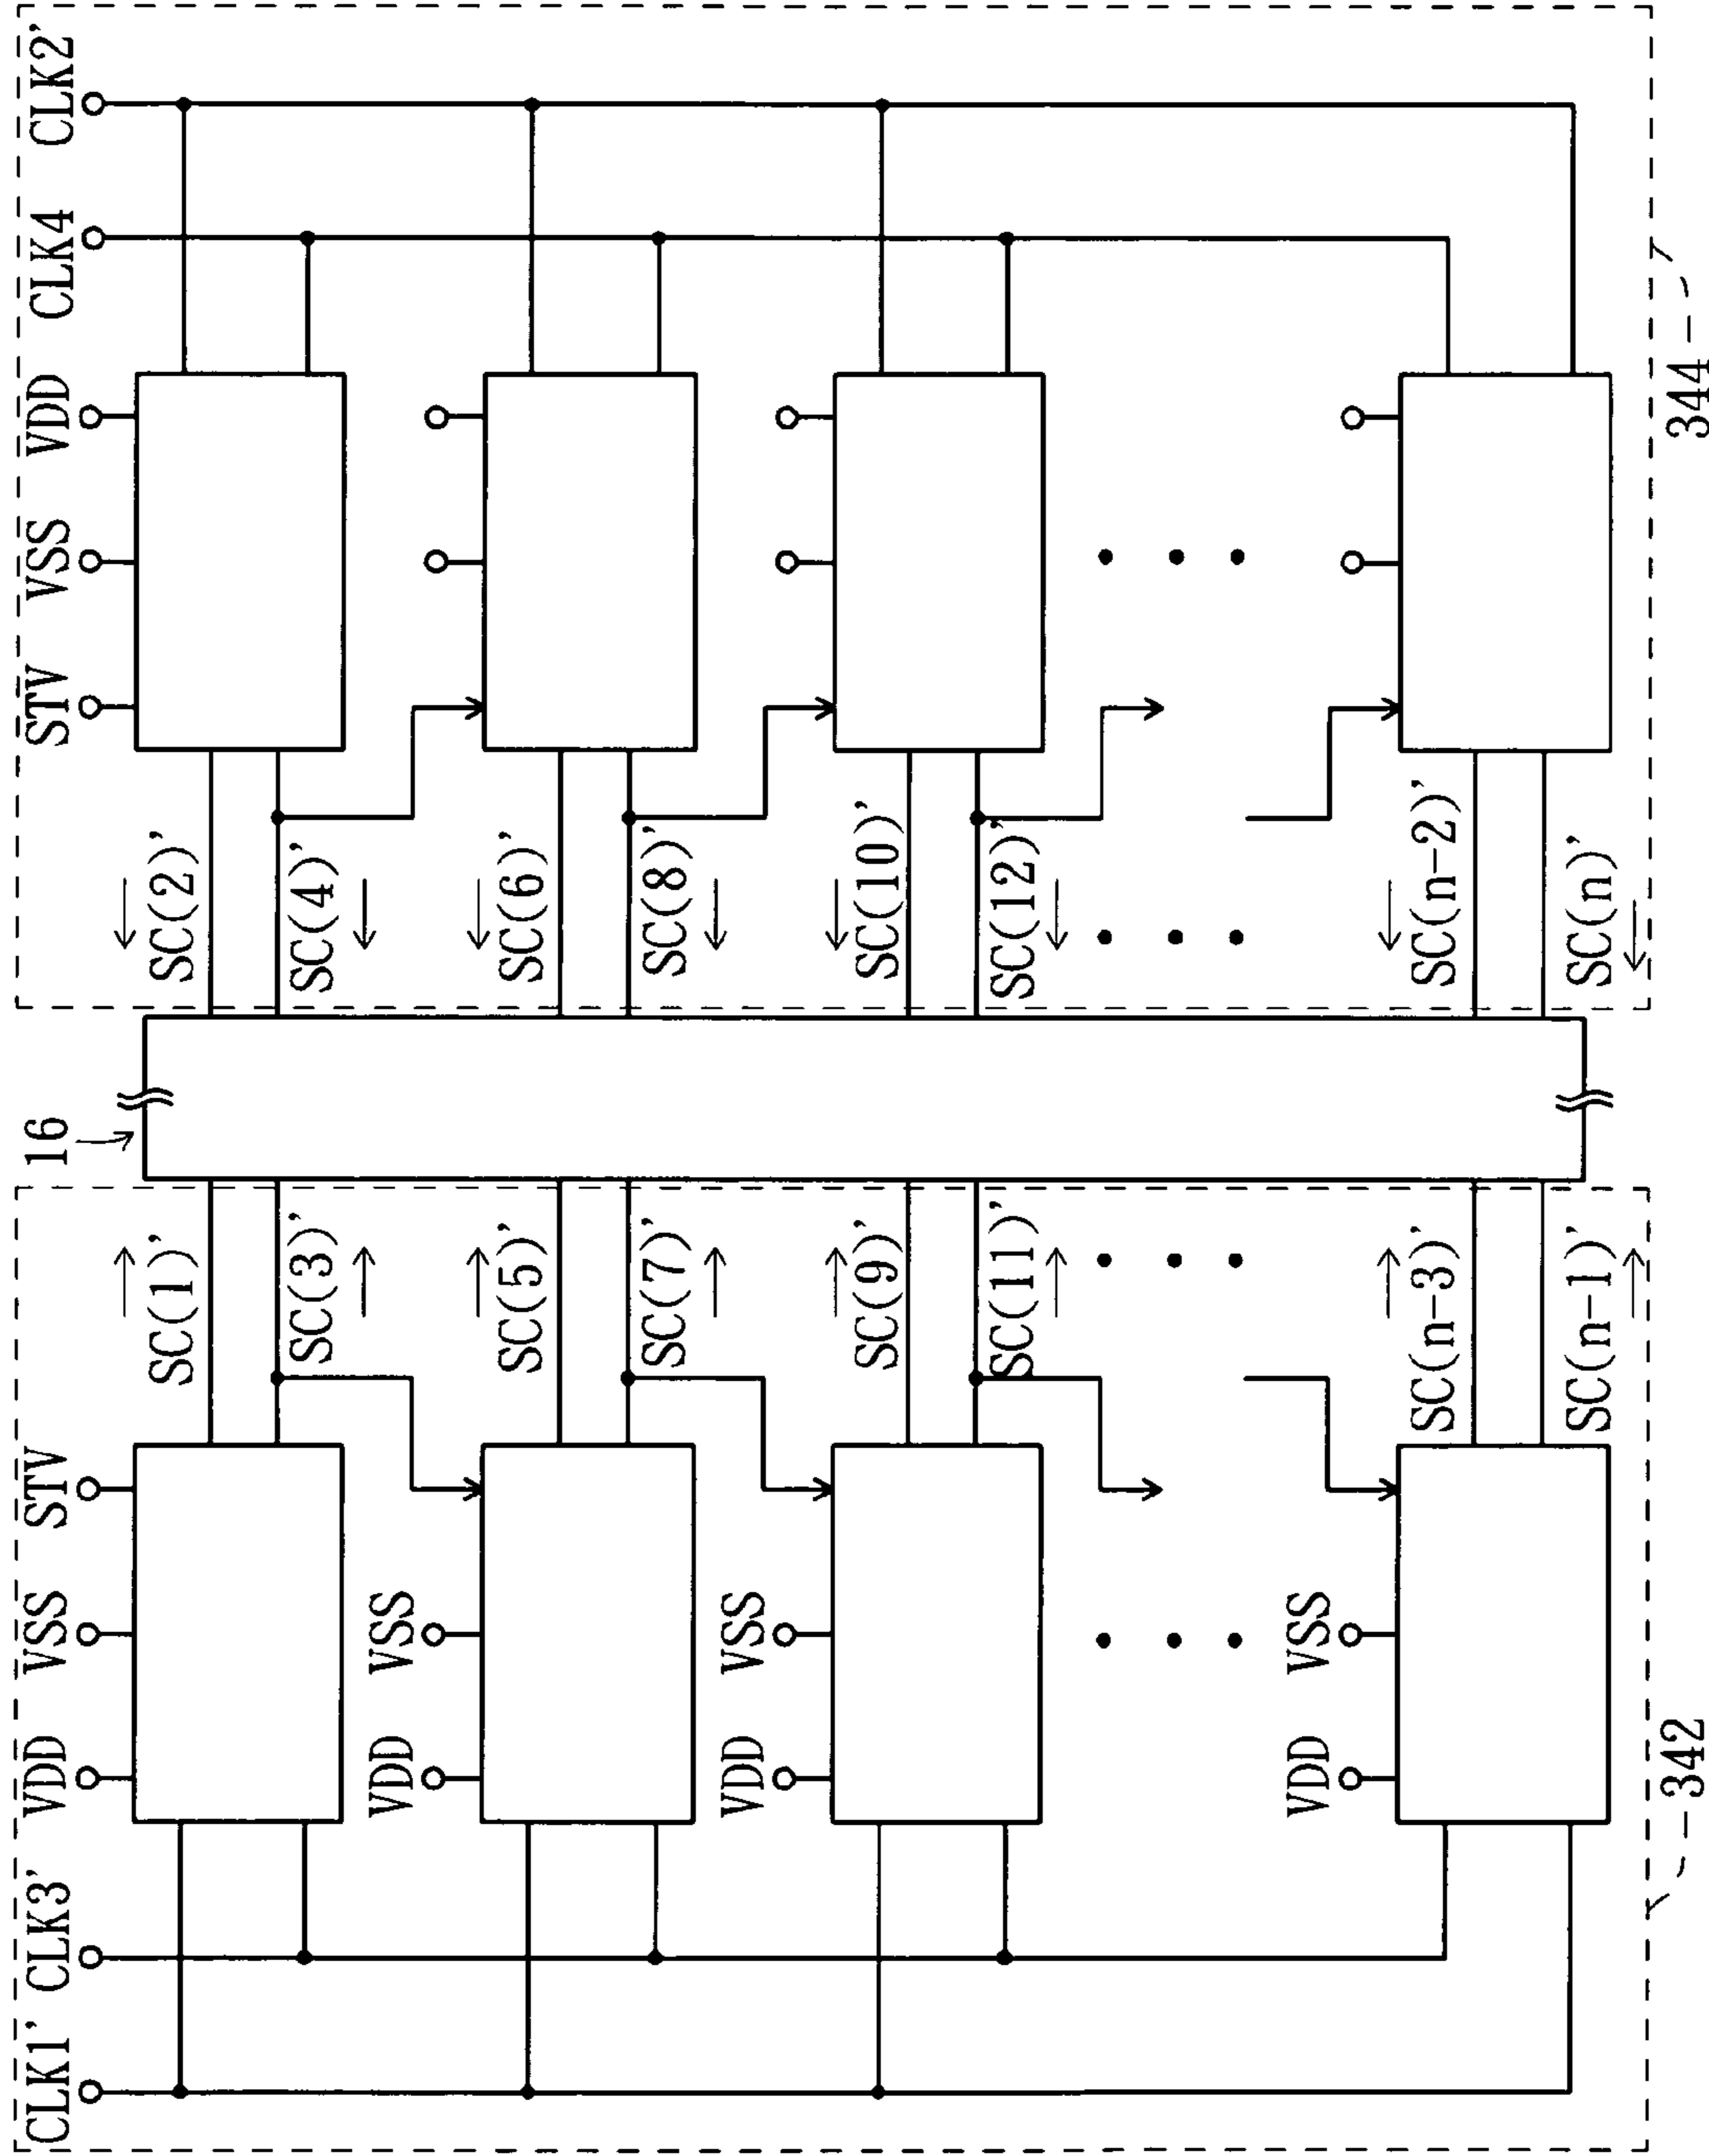 CLK1' CLK3' VDD VSS STV
16
STV VSS VDD CLK4 CLK2'
SC(1)'
SC(2)'
SC(3)'
SC(4)'
VDD VSS
SC(5)'
SC(6)'
SC(7)'
SC(8)'
VDD VSS
SC(9)'
SC(10)'
SC(11)'
SC(12)'
VDD VSS
SC(n-3)'
SC(n-2)'
SC(n-1)'
SC(n)'
342
344